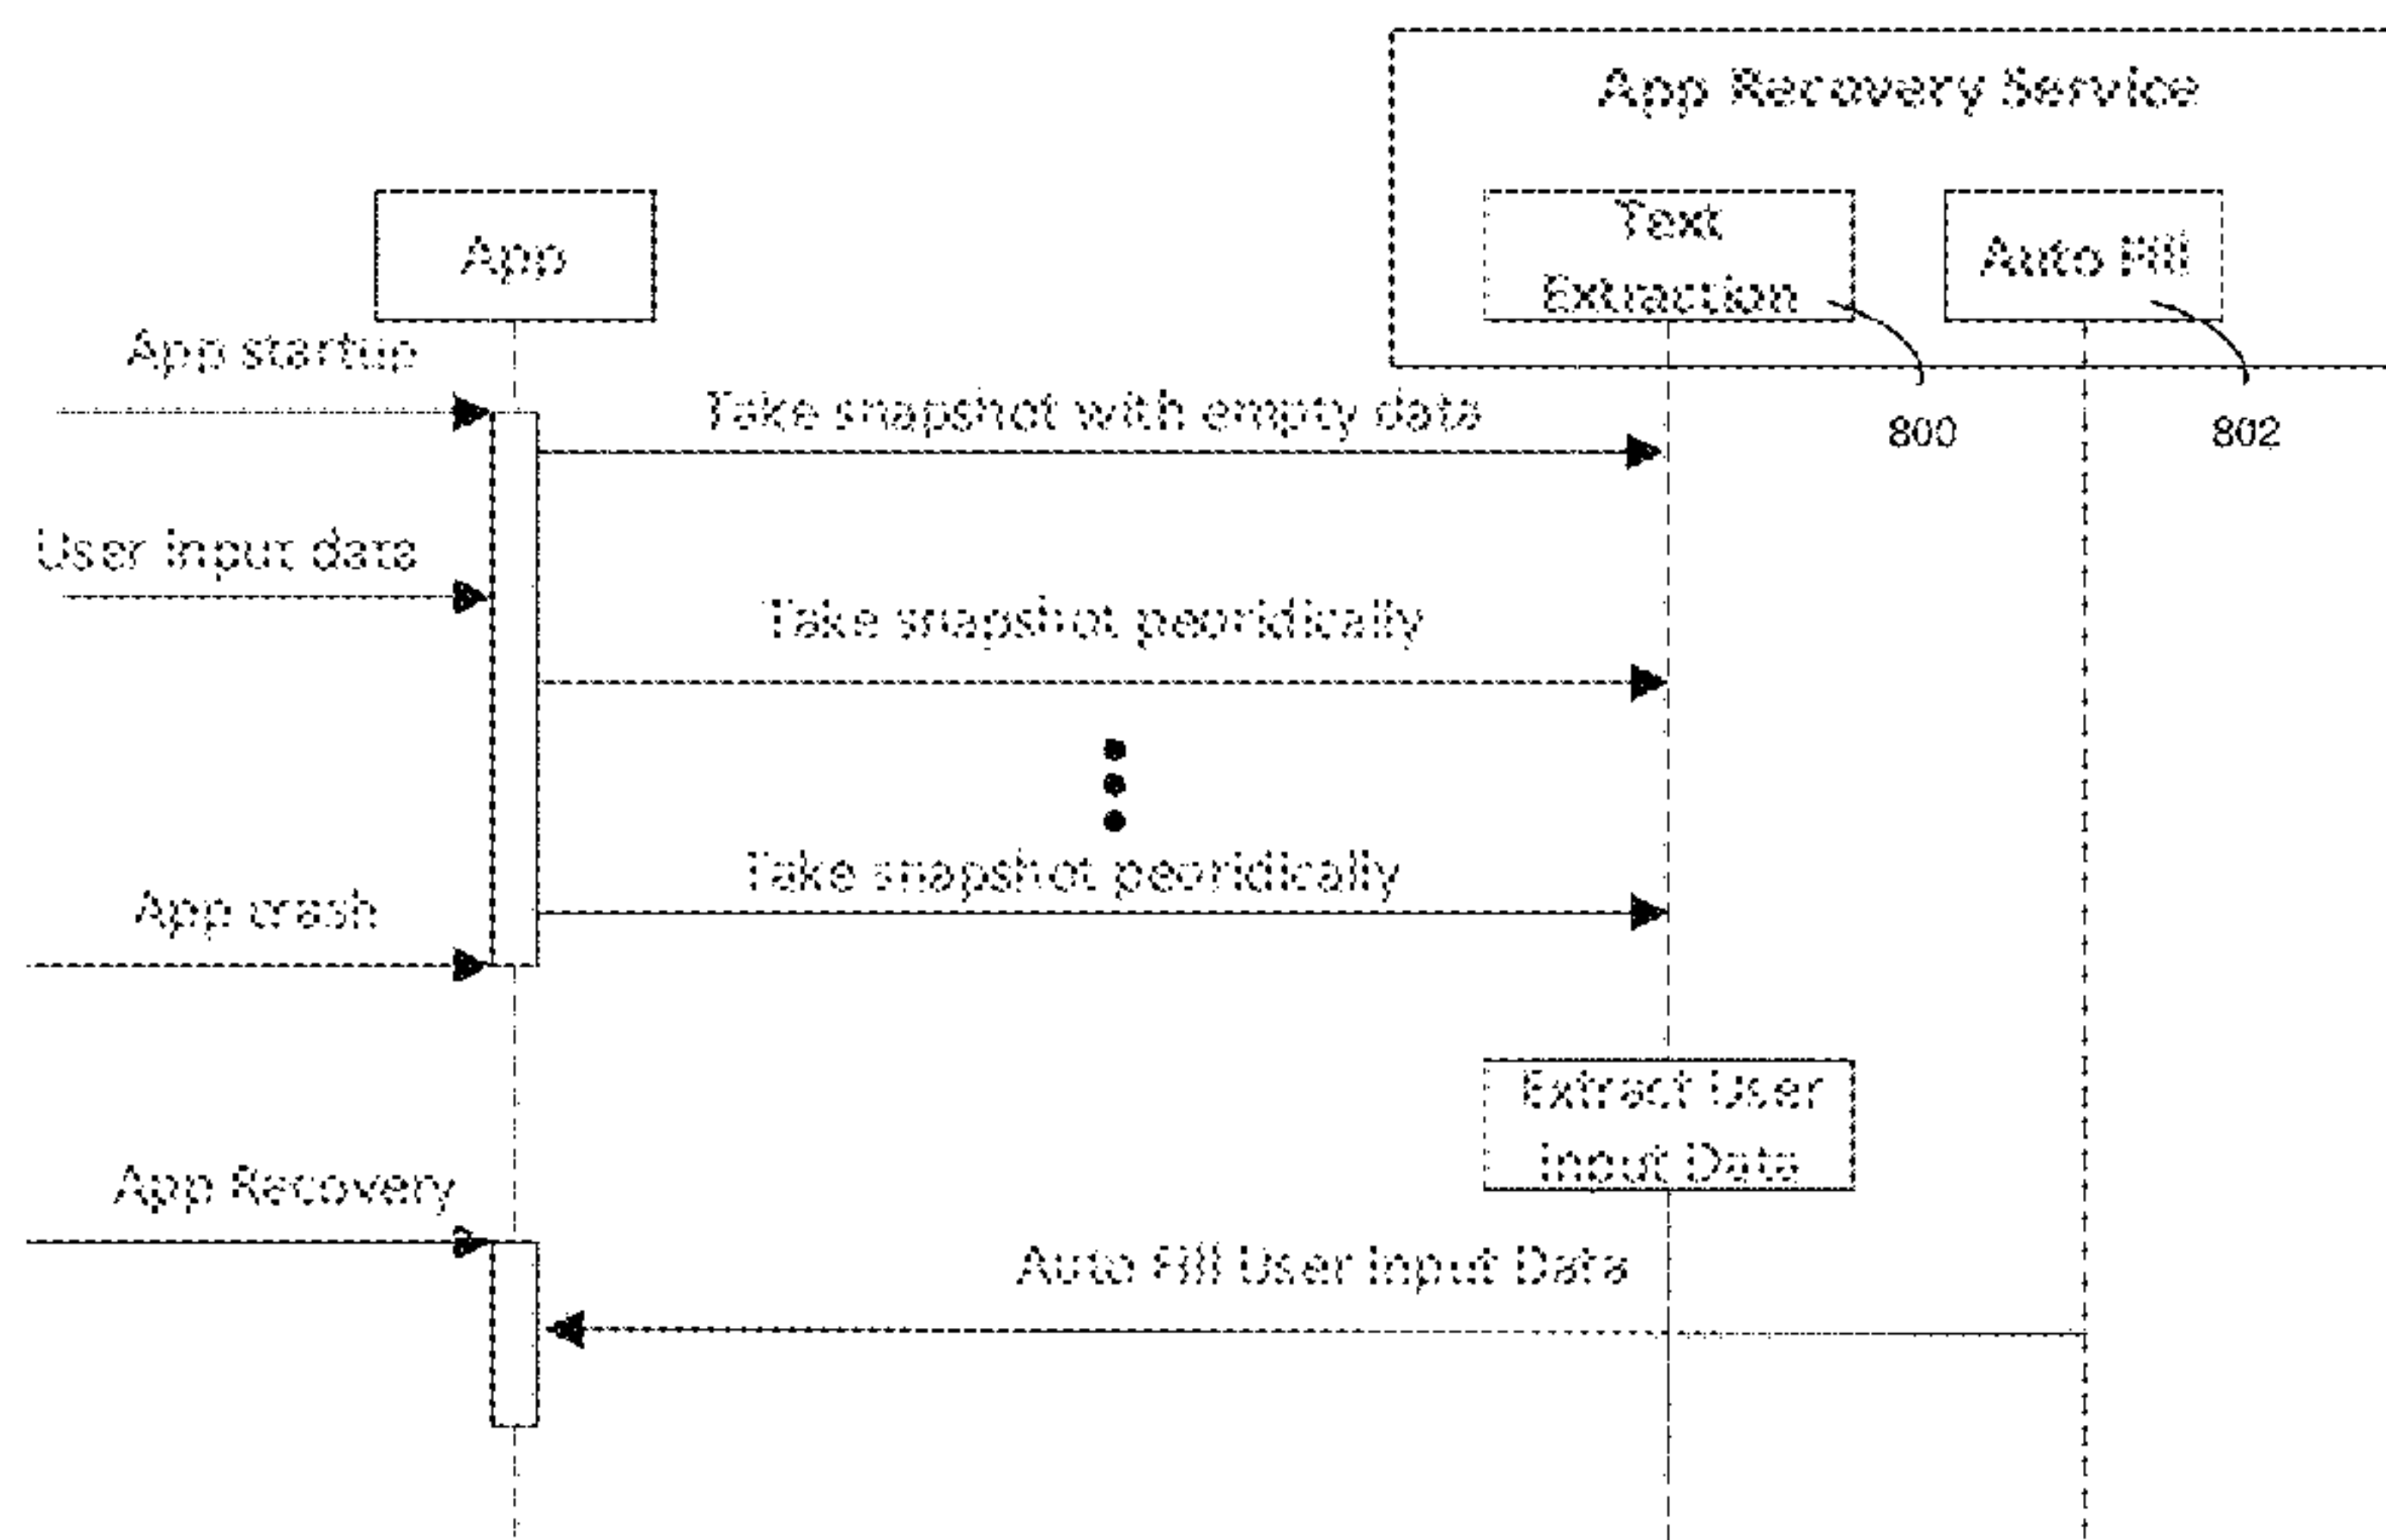 App Recovery Service
App
Text
Extraction
Auto Fill
800
802
App startup
Take snapshot with empty data
User input data
Take snapshot peoridically
Take snapshot peoridically
App crash
Extract User
Input Data
App Recovery
Auto Fill User Input Data